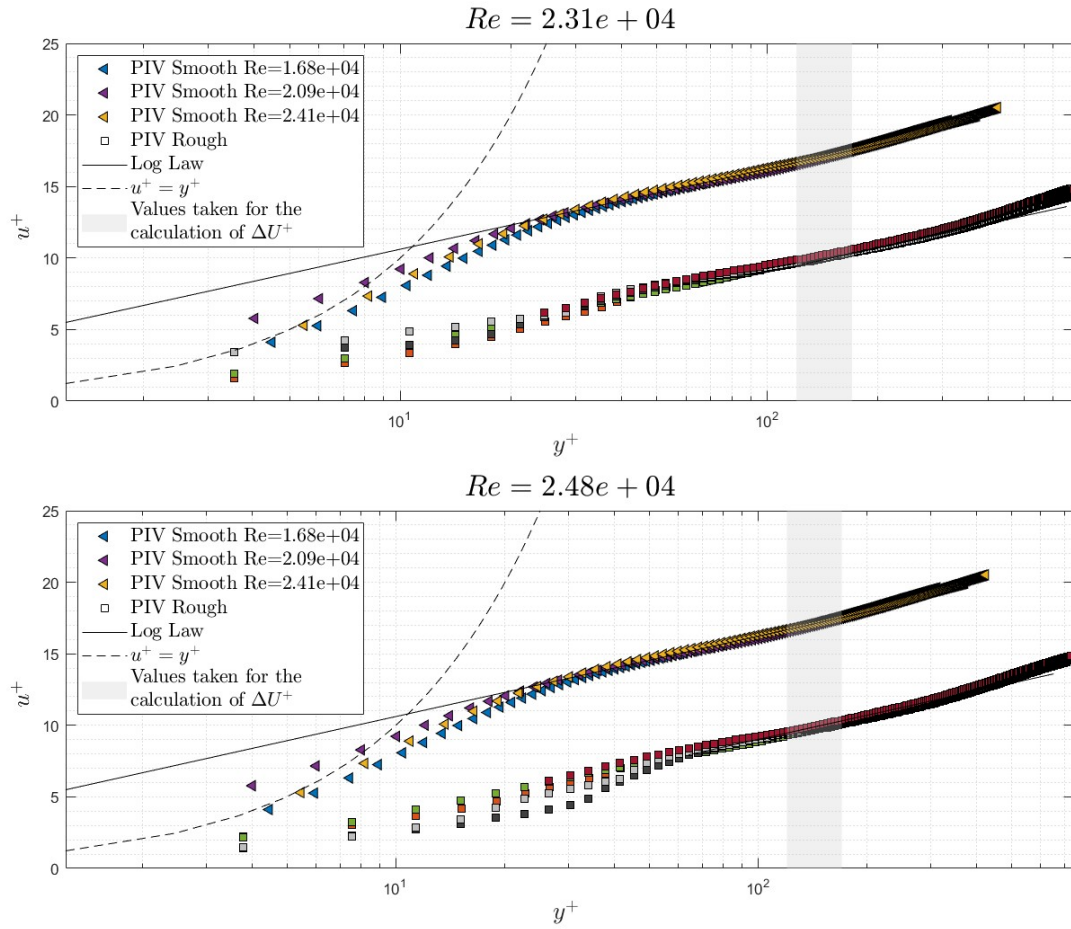 Re = 2.31e + 04
25
20
15
10
5
0
u+
PIV Smooth Re=1.68e+04
PIV Smooth Re=2.09e+04
PIV Smooth Re=2.41e+04
PIV Rough
Log Law
u+ = y+
Values taken for the
calculation of ΔU+
10^1
10^2
y+
Re = 2.48e + 04
25
20
15
10
5
0
u+
PIV Smooth Re=1.68e+04
PIV Smooth Re=2.09e+04
PIV Smooth Re=2.41e+04
PIV Rough
Log Law
u+ = y+
Values taken for the
calculation of ΔU+
10^1
10^2
y+